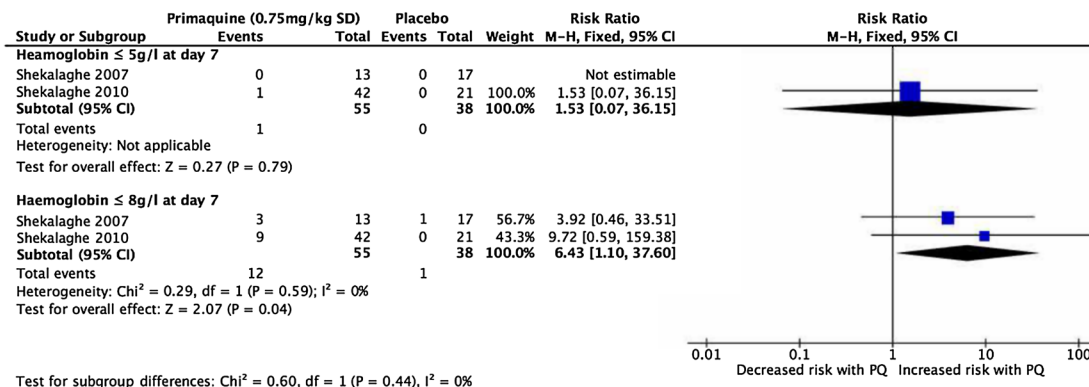 Primaquine (0.75mg/kg SD) Placebo Risk Ratio Risk Ratio
Study or Subgroup Events Total Events Total Weight M-H, Fixed, 95% CI M-H, Fixed, 95% CI
Heamoglobin ≤ 5g/l at day 7
Shekalaghe 2007 0 13 0 17 Not estimable
Shekalaghe 2010 1 42 0 21 100.0% 1.53 [0.07, 36.15]
Subtotal (95% CI) 55 38 100.0% 1.53 [0.07, 36.15]
Total events 1 0
Heterogeneity: Not applicable
Test for overall effect: Z = 0.27 (P = 0.79)
Haemoglobin ≤ 8g/l at day 7
Shekalaghe 2007 3 13 1 17 56.7% 3.92 [0.46, 33.51]
Shekalaghe 2010 9 42 0 21 43.3% 9.72 [0.59, 159.38]
Subtotal (95% CI) 55 38 100.0% 6.43 [1.10, 37.60]
Total events 12 1
Heterogeneity: Chi² = 0.29, df = 1 (P = 0.59); I² = 0%
Test for overall effect: Z = 2.07 (P = 0.04)
0.01 0.1 1 10 100
Decreased risk with PQ Increased risk with PQ
Test for subgroup differences: Chi² = 0.60, df = 1 (P = 0.44), I² = 0%